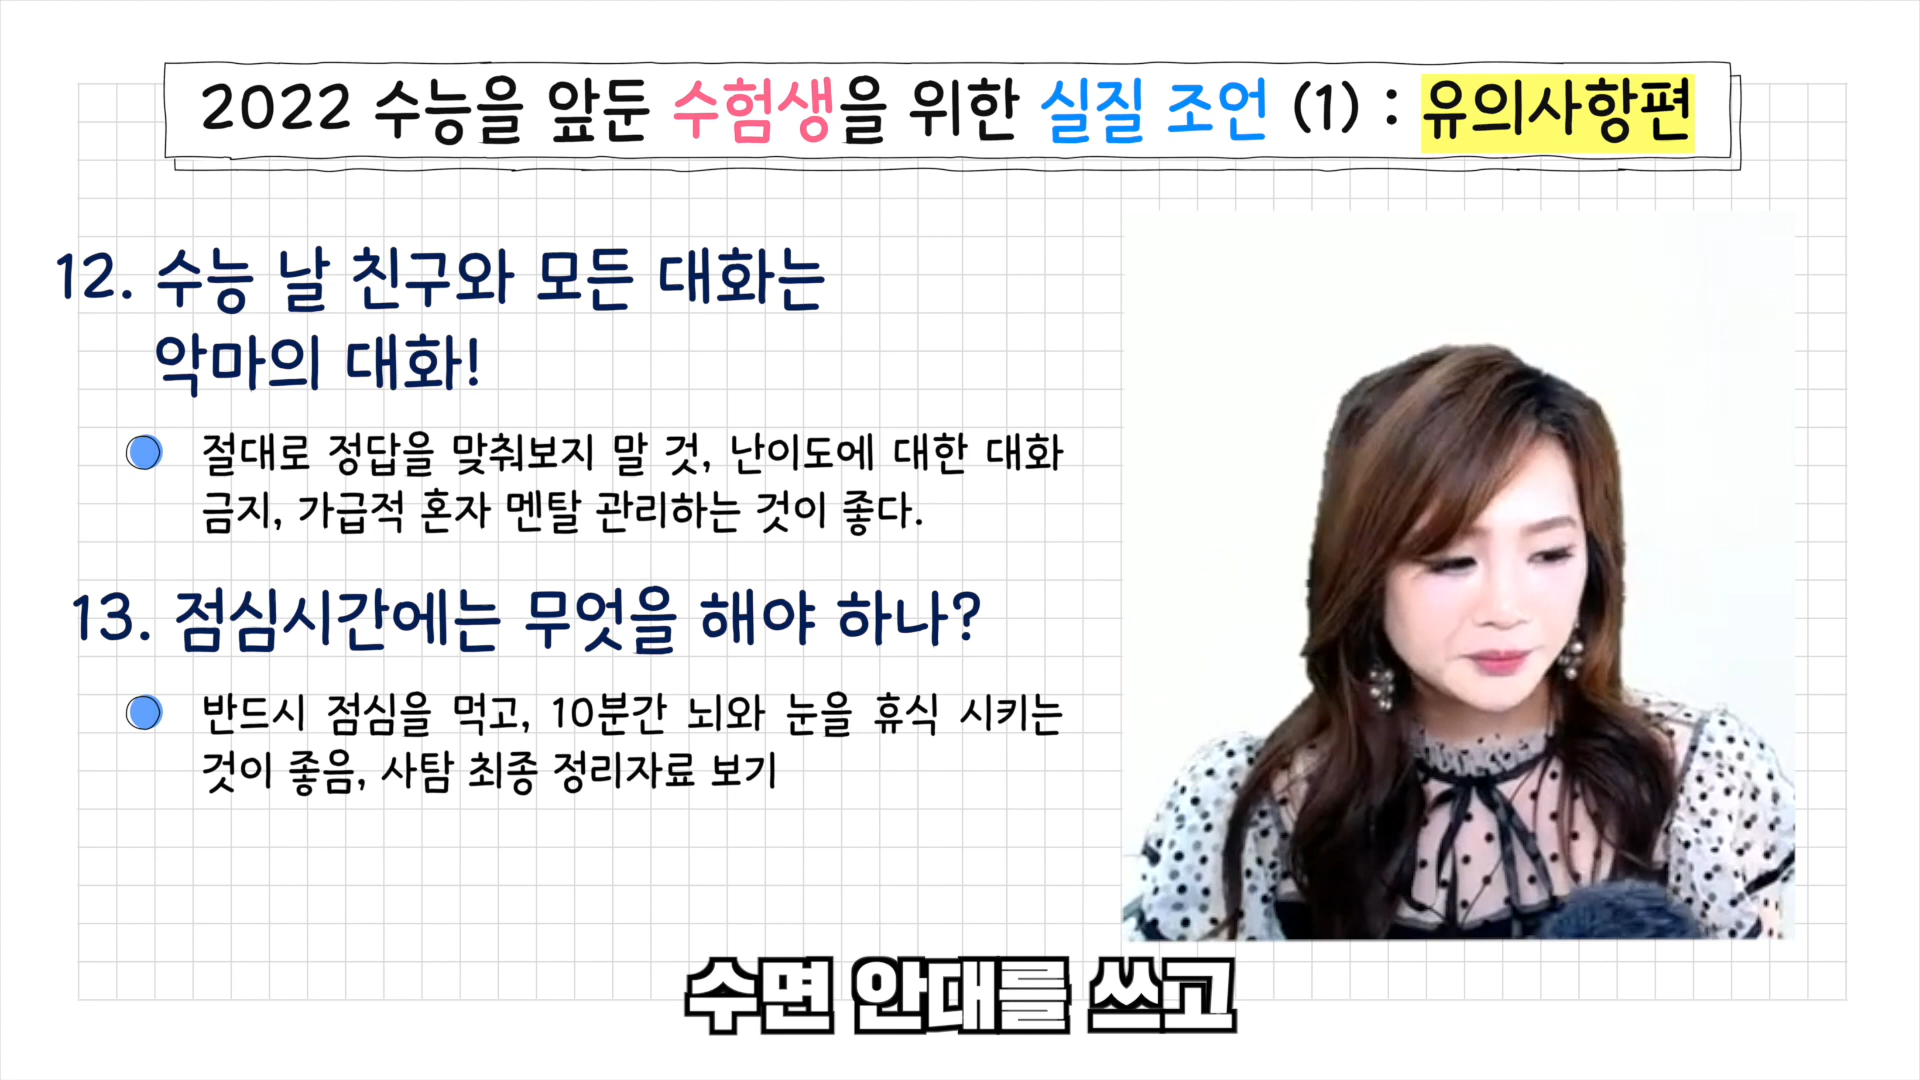 2022 수능을 앞둔 수험생을 위한 실질 조언 (1) : 유의사항편
12. 수능 날 친구와 모든 대화는
악마의 대화!
절대로 정답을 맞춰보지 말 것, 난이도에 대한 대화
금지, 가급적 혼자 멘탈 관리하는 것이 좋다.
13. 점심시간에는 무엇을 해야 하나?
반드시 점심을 먹고, 10분간 뇌와 눈을 휴식 시키는
것이 좋음, 사탐 최종 정리자료 보기
수면 안대를 쓰고